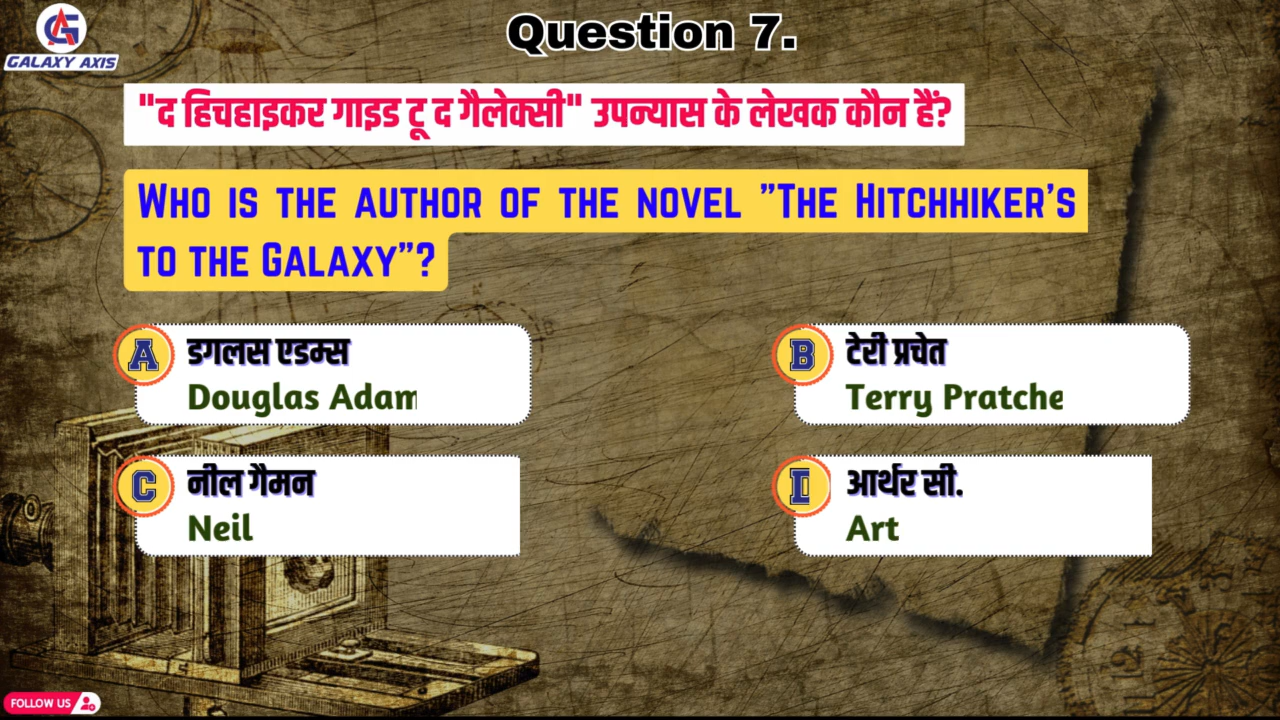 GALAXY AXIS
Question 7.
"द हिचहाइकर गाइड टू द गैलेक्सी" उपन्यास के लेखक कौन हैं?
WHO IS THE AUTHOR OF THE NOVEL "THE HITCHHIKER'S
TO THE GALAXY"?
A डगलस एडम्स
Douglas Adam
B टेरी प्रचेत
Terry Pratche
C नील गैमन
Neil
D आर्थर सी.
Art
FOLLOW US